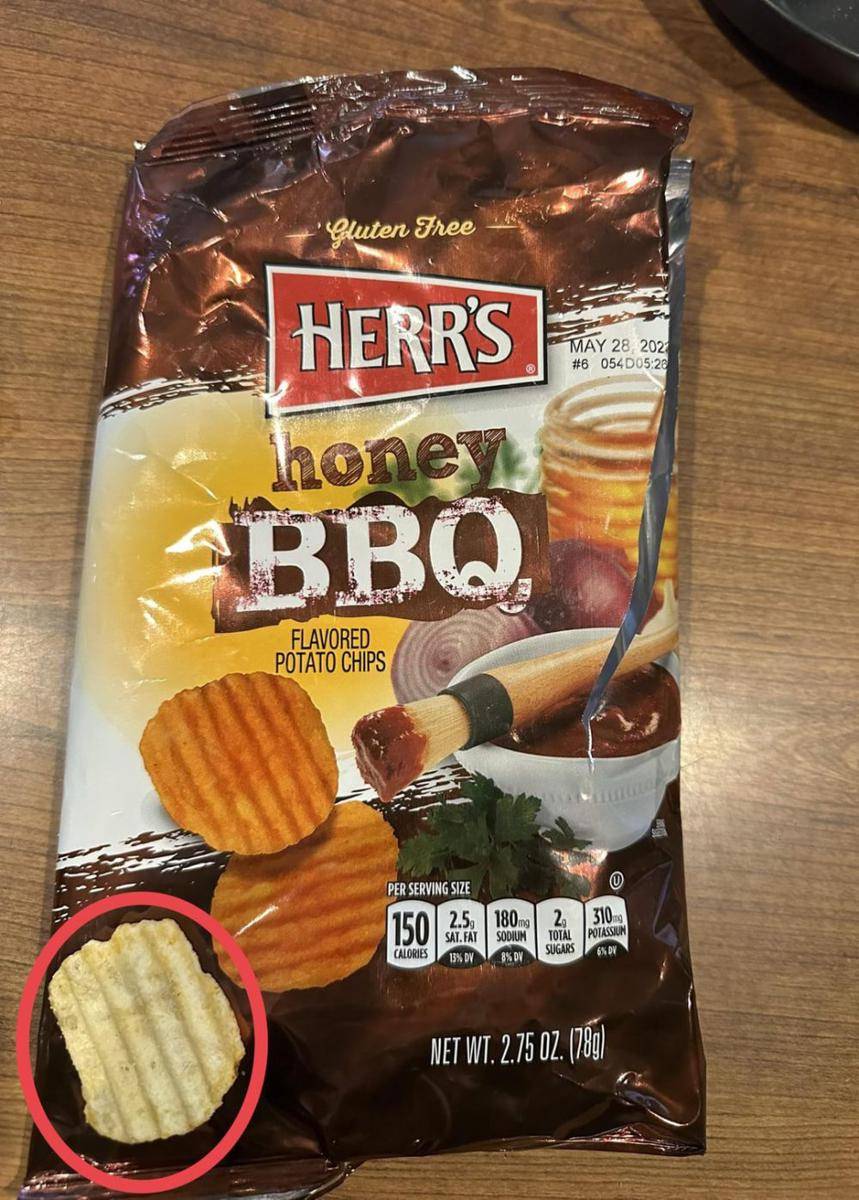 Gluten Free
HERR'S®
MAY 28, 202
#6 054D05:26
honey
BBQ
FLAVORED
POTATO CHIPS
PER SERVING SIZE
U
150
CALORIES
2.5g
SAT. FAT
13% DV
180mg
SODIUM
8% DV
2g
TOTAL
SUGARS
310mg
POTASSIUM
6% DV
NET WT. 2.75 OZ. (78g)